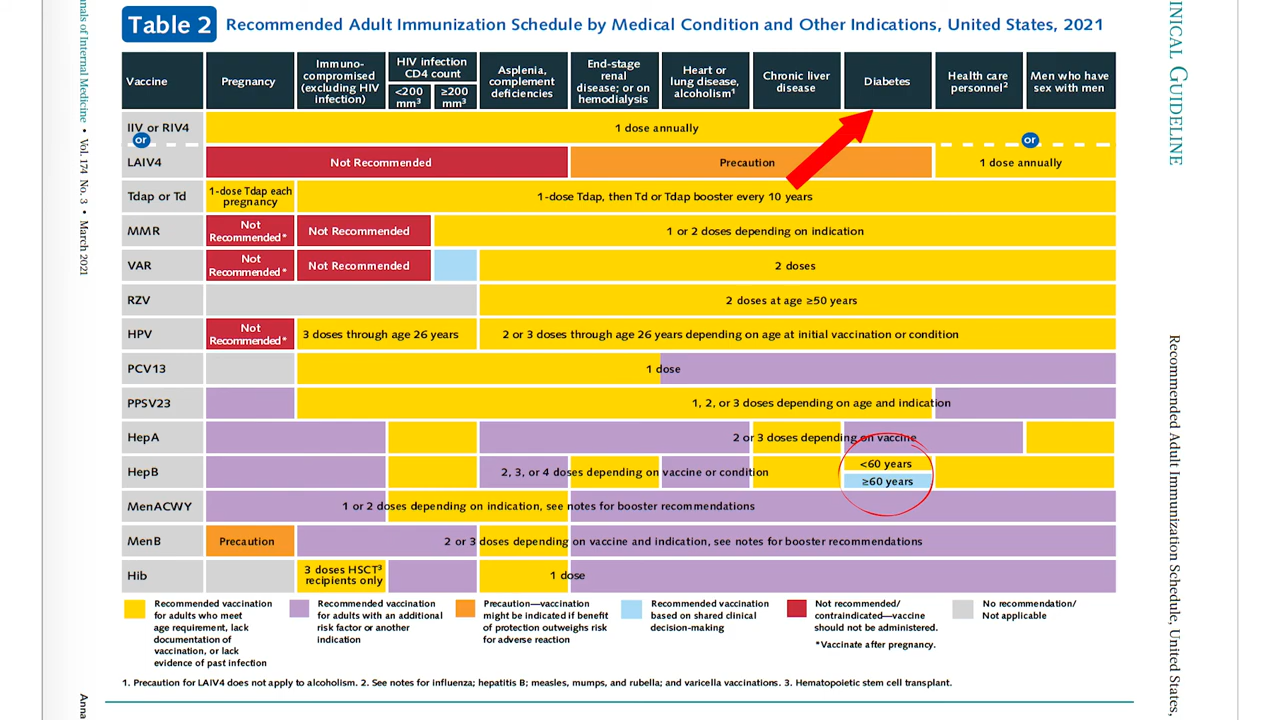 Table 2 Recommended Adult Immunization Schedule by Medical Condition and Other Indications, United States, 2021
Vaccine
Pregnancy
Immuno-
compromised
(excluding HIV
infection)
HIV infection
CD4 count
<200
mm³
≥200
mm³
Asplenia,
complement
deficiencies
End-stage
renal
disease; or on
hemodialysis
Heart or
lung disease,
alcoholism¹
Chronic liver
disease
Diabetes
Health care
personnel²
Men who have
sex with men
IIV or RIV4
1 dose annually
or
or
LAIV4
Not Recommended
Precaution
1 dose annually
Tdap or Td
1-dose Tdap each
pregnancy
1-dose Tdap, then Td or Tdap booster every 10 years
MMR
Not
Recommended*
Not Recommended
1 or 2 doses depending on indication
VAR
Not
Recommended*
Not Recommended
2 doses
RZV
2 doses at age ≥50 years
HPV
Not
Recommended*
3 doses through age 26 years
2 or 3 doses through age 26 years depending on age at initial vaccination or condition
PCV13
1 dose
PPSV23
1, 2, or 3 doses depending on age and indication
HepA
2 or 3 doses depending on vaccine
HepB
2, 3, or 4 doses depending on vaccine or condition
<60 years
≥60 years
MenACWY
1 or 2 doses depending on indication, see notes for booster recommendations
MenB
Precaution
2 or 3 doses depending on vaccine and indication, see notes for booster recommendations
Hib
3 doses HSCT³
recipients only
1 dose
Recommended vaccination
for adults who meet
age requirement, lack
documentation of
vaccination, or lack
evidence of past infection
Recommended vaccination
for adults with an additional
risk factor or another
indication
Precaution—vaccination
might be indicated if benefit
of protection outweighs risk
for adverse reaction
Recommended vaccination
based on shared clinical
decision-making
Not recommended/
contraindicated—vaccine
should not be administered.
*Vaccinate after pregnancy.
No recommendation/
Not applicable
1. Precaution for LAIV4 does not apply to alcoholism. 2. See notes for influenza; hepatitis B; measles, mumps, and rubella; and varicella vaccinations. 3. Hematopoietic stem cell transplant.
of Internal Medicine • Vol. 174 No. 3 • March 2021
GUIDELINE
Recommended Adult Immunization Schedule, United States,